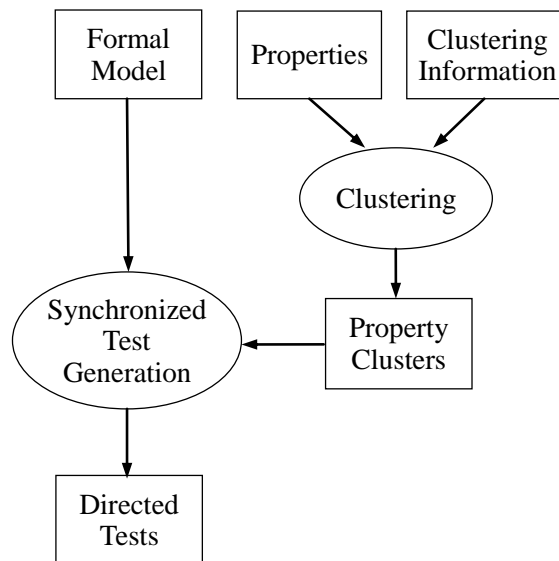 Formal
Model
Properties
Clustering
Information
Clustering
Synchronized
Test
Generation
Property
Clusters
Directed
Tests